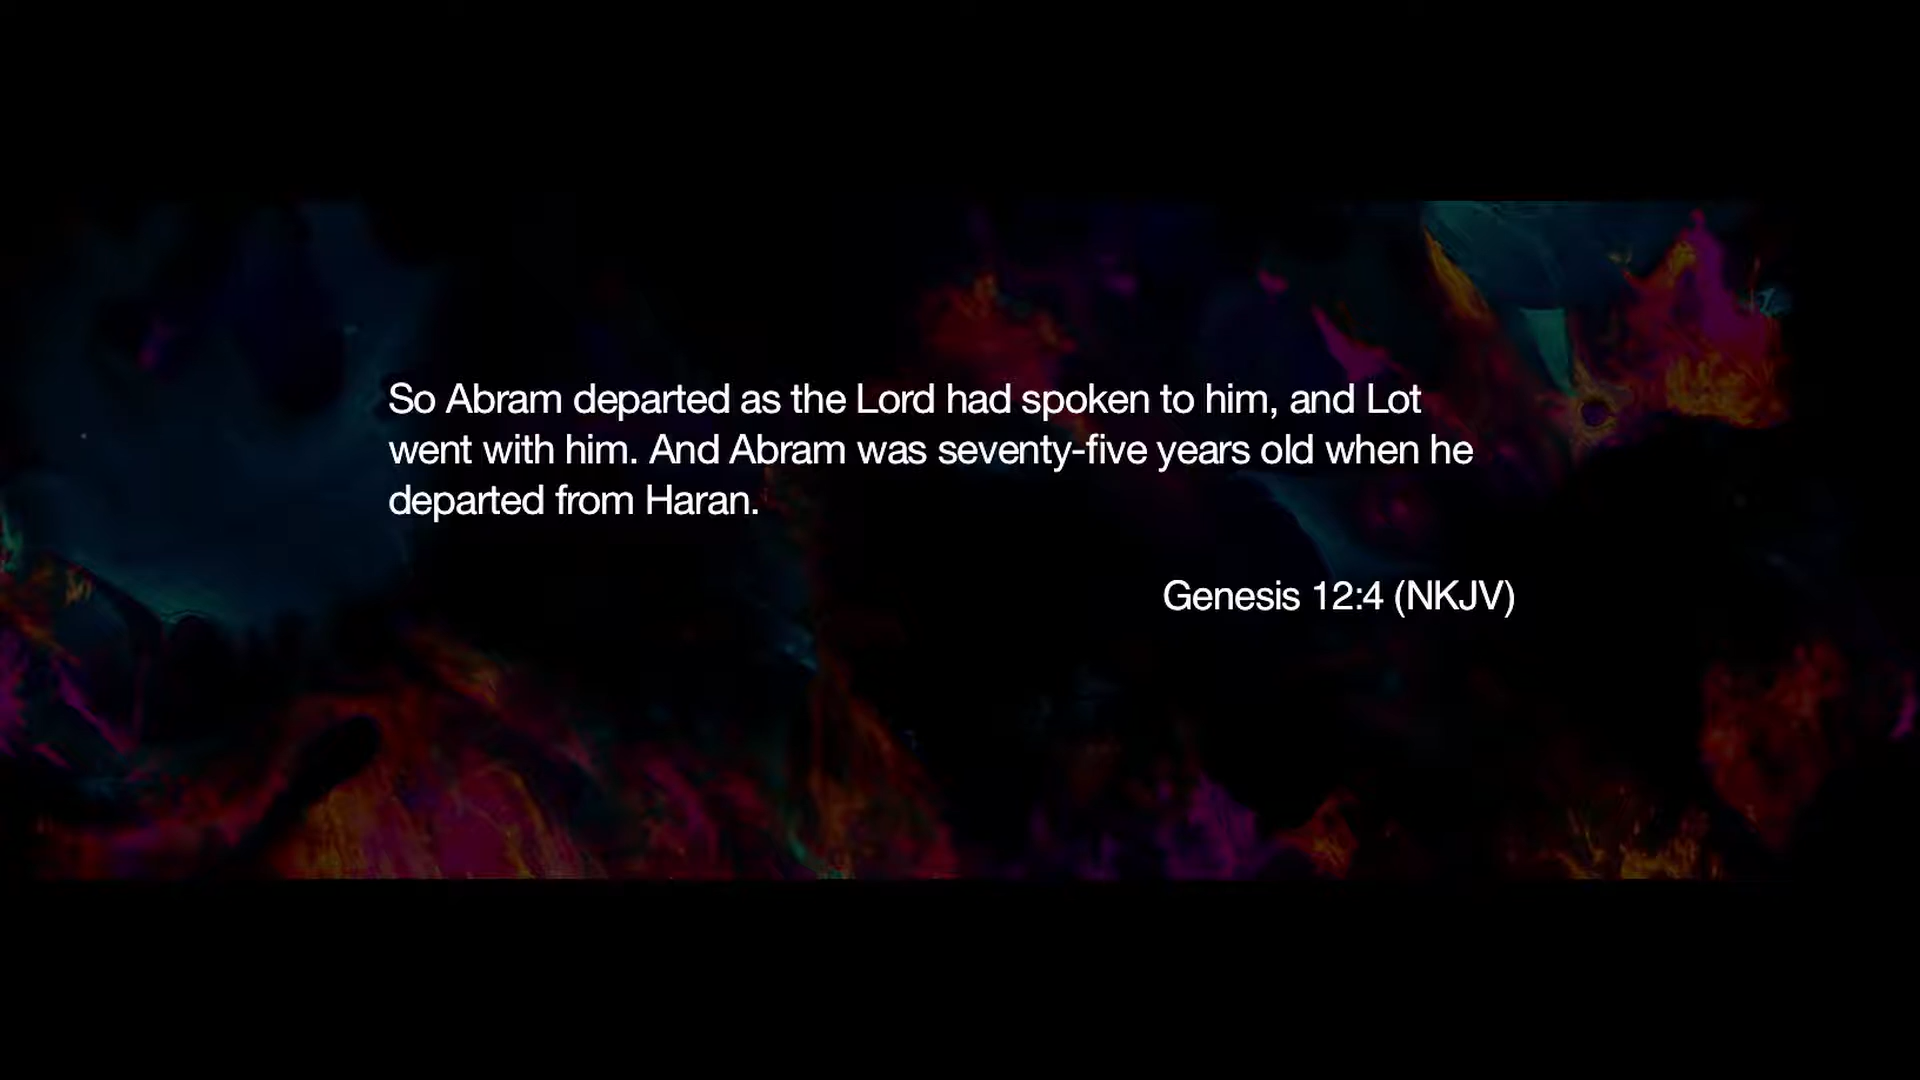 So Abram departed as the Lord had spoken to him, and Lot
went with him. And Abram was seventy-five years old when he
departed from Haran.
Genesis 12:4 (NKJV)